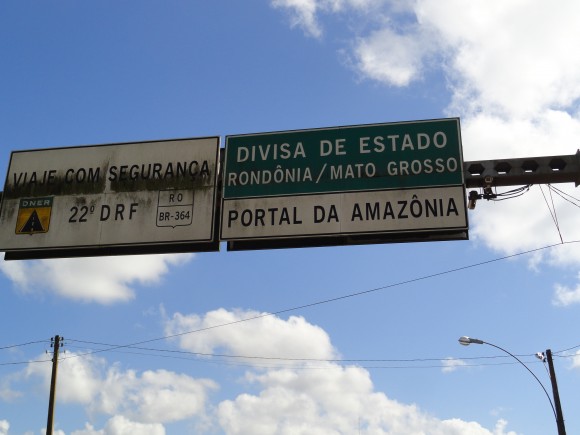 VIAJE COM SEGURANÇA
DNER
22º DRF
RO
BR-364
DIVISA DE ESTADO
RONDÔNIA/MATO GROSSO
PORTAL DA AMAZÔNIA